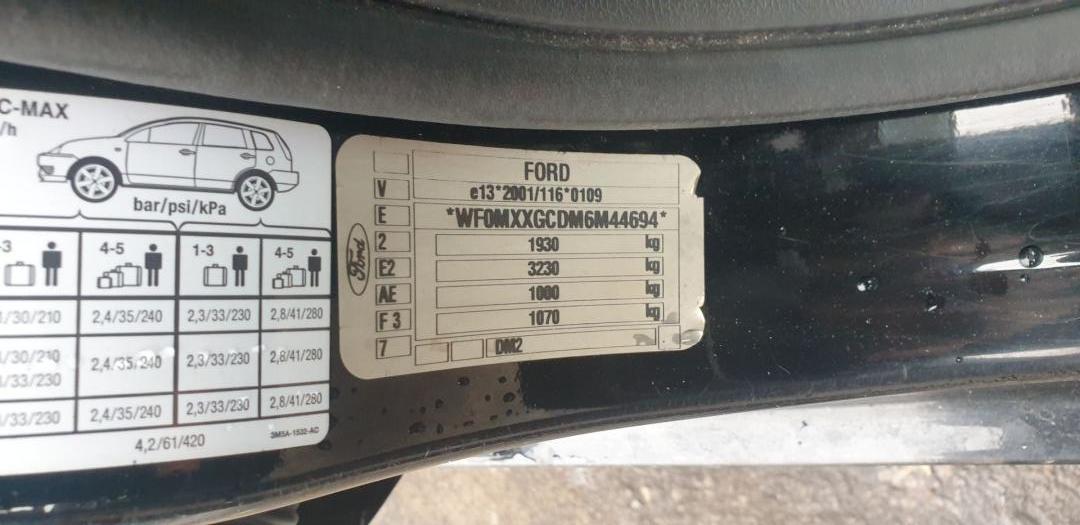 C-MAX
/h
bar/psi/kPa
-3 4-5 1-3 4-5
/30/210 2,4/35/240 2,3/33/230 2,8/41/280
/30/210
/33/230 2,4/35/240 2,3/33/230 2,8/41/280
/33/230 2,4/35/240 2,3/33/230 2,8/41/280
4,2/61/420
3M5A-1532-AC
Ford
FORD
V e13*2001/116*0109
E *WF0MXXGCDM6M44694*
2 1930 kg
E2 3230 kg
AE 1000 kg
F 3 1070 kg
7 DM2